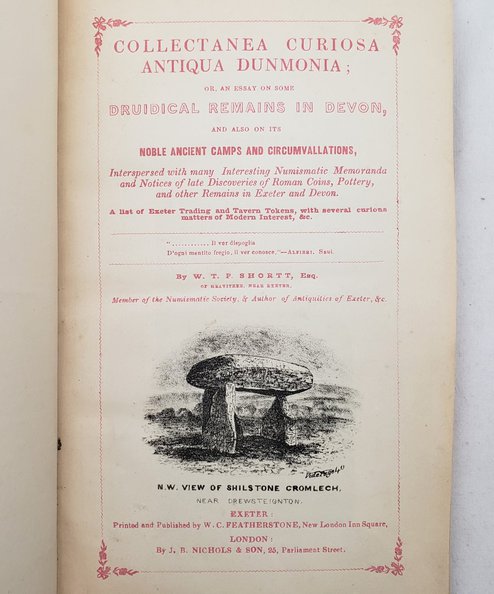 COLLECTANEA CURIOSA
ANTIQUA DUNMONIA;
OR, AN ESSAY ON SOME
DRUIDICAL REMAINS IN DEVON,
AND ALSO ON ITS
NOBLE ANCIENT CAMPS AND CIRCUMVALLATIONS,
Interspersed with many Interesting Numismatic Memoranda
and Notices of late Discoveries of Roman Coins, Pottery,
and other Remains in Exeter and Devon.
A list of Exeter Trading and Tavern Tokens, with several curious
matters of Modern Interest, &c.
"............ Il ver dispoglia
D'ogni mentito fregio, il ver conosce."—ALFIERI. Saul.
By W. T. P. SHORTT, Esq.
OF HEAVITREE, NEAR EXETER,
Member of the Numismatic Society, & Author of Antiquities of Exeter, &c.
N.W. VIEW OF SHILSTONE CROMLECH,
NEAR DREWSTEIGNTON.
EXETER:
Printed and Published by W. C. FEATHERSTONE, New London Inn Square,
LONDON:
By J. B. NICHOLS & SON, 25, Parliament Street.